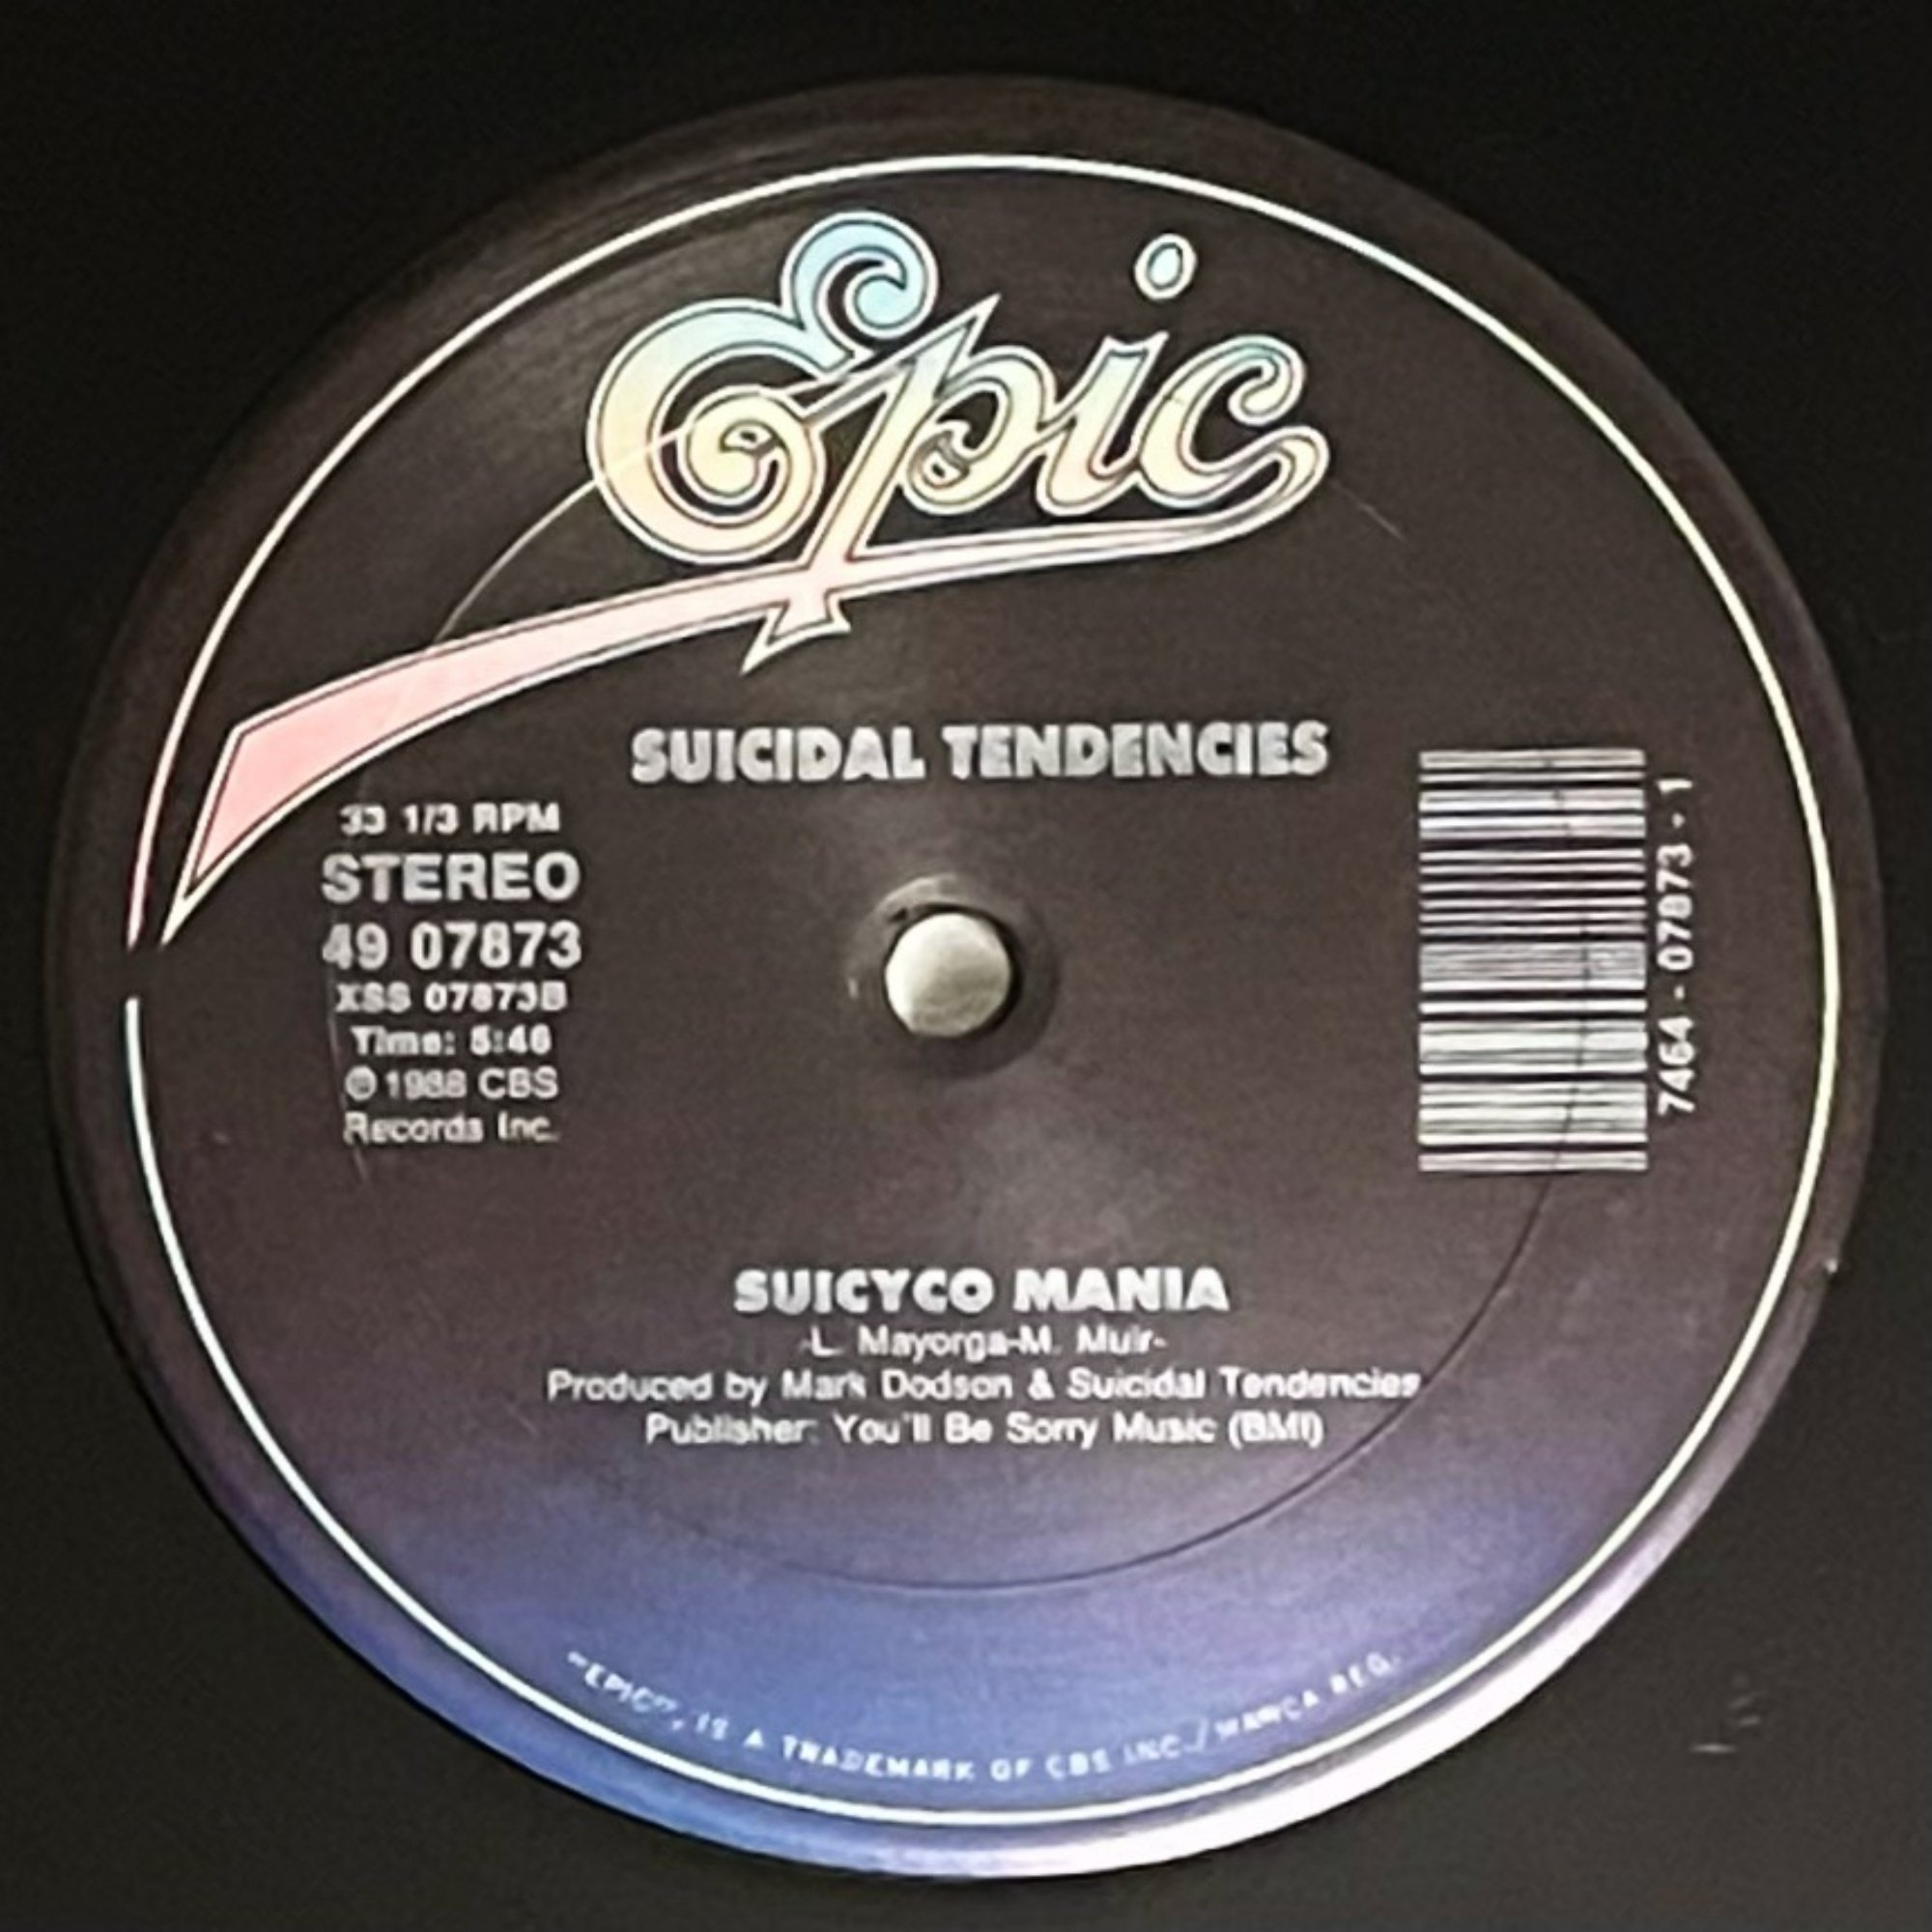 Epic
SUICIDAL TENDENCIES
33 1/3 RPM
STEREO
49 07873
XSS 07873B
Time: 5:46
℗ 1988 CBS
Records Inc.
7464 - 07873 - 1
SUICYCO MANIA
-L. Mayorga-M. Muir-
Produced by Mark Dodson & Suicidal Tendencies
Publisher: You'll Be Sorry Music (BMI)
"EPIC", IS A TRADEMARK OF CBS INC./MARCA REG.